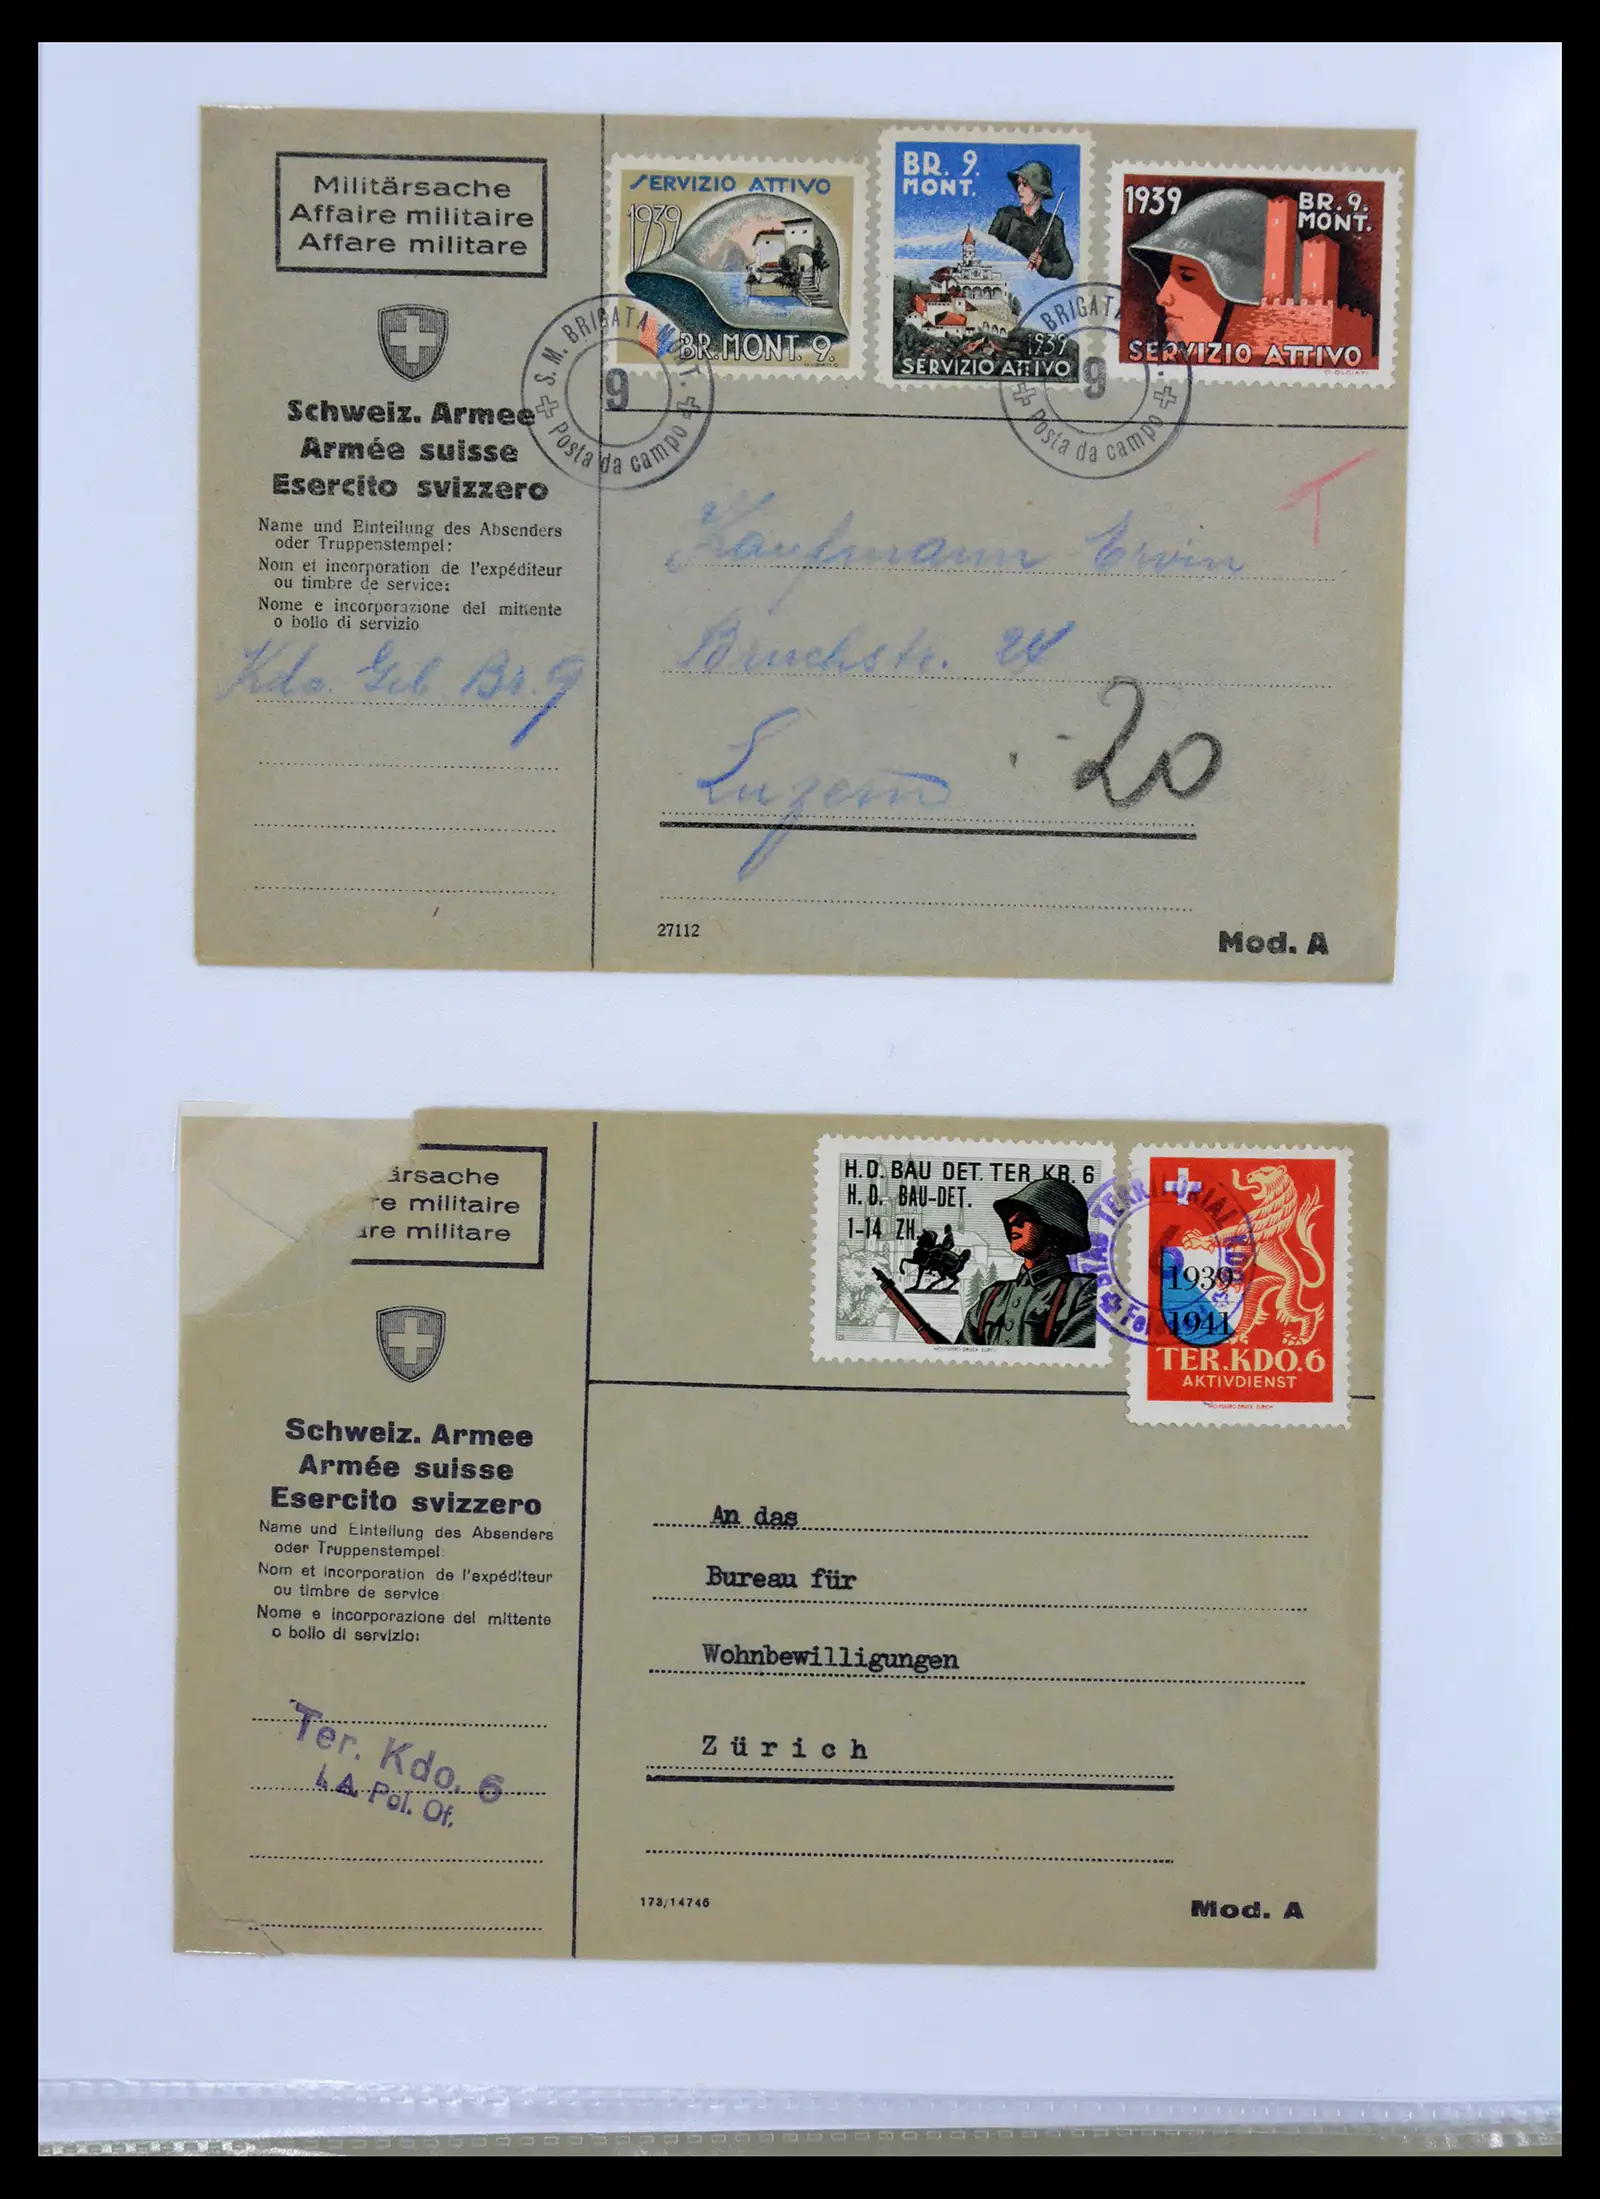 Militärsache
Affaire militaire
Affare militare
Schweiz. Armee
Armée suisse
Esercito svizzero
Name und Einteilung des Absenders
oder Truppenstempel:
Nom et incorporation de l'expéditeur
ou timbre de service:
Nome e incorporazione del mittente
o bollo di servizio
Kdo. Geb Br. 9
SERVIZIO ATTIVO
1939
BR. MONT. 9.
BR. 9.
MONT.
1939
SERVIZIO ATTIVO
1939
BR. 9.
MONT.
SERVIZIO ATTIVO
D. OLGIATI
S. M. BRIGATA MONT.
9
Posta da campo
BRIGATA
9
Posta da campo
T
Kaufmann Ervin
Bruchstr. 24
Luzern
20
27112
Mod. A
ärsache
re militaire
are militare
Schweiz. Armee
Armée suisse
Esercito svizzero
Name und Einteilung des Absenders
oder Truppenstempel:
Nom et incorporation de l'expéditeur
ou timbre de service:
Nome e incorporazione del mittente
o bollo di servizio:
Ter. Kdo. 6
Pol. Of.
H.D. BAU DET. TER. KR. 6
H. D. BAU-DET.
1-14 ZH.
TERRITORIAL
1939
1941
TER. KDO. 6
AKTIVDIENST
An das
Bureau für
Wohnbewilligungen
Zürich
173/14746
Mod. A